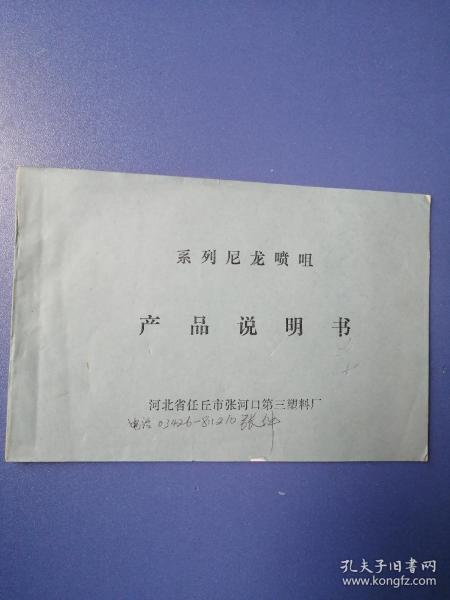 系列尼龙喷咀
产品说明书
河北省任丘市张河口第三塑料厂
电话 03426-81210 张
孔夫子旧书网
www.kongfz.com